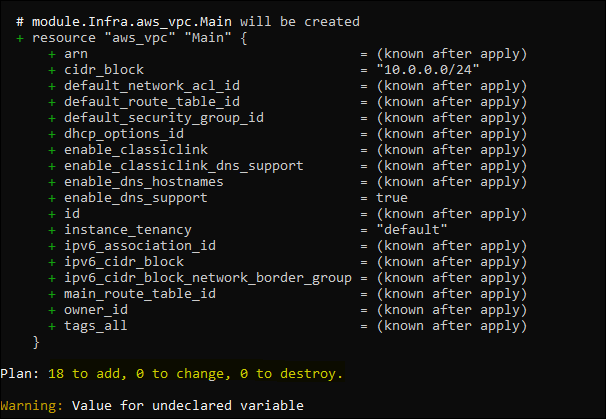 # module.Infra.aws_vpc.Main will be created
+ resource "aws_vpc" "Main" {
+ arn = (known after apply)
+ cidr_block = "10.0.0.0/24"
+ default_network_acl_id = (known after apply)
+ default_route_table_id = (known after apply)
+ default_security_group_id = (known after apply)
+ dhcp_options_id = (known after apply)
+ enable_classiclink = (known after apply)
+ enable_classiclink_dns_support = (known after apply)
+ enable_dns_hostnames = (known after apply)
+ enable_dns_support = true
+ id = (known after apply)
+ instance_tenancy = "default"
+ ipv6_association_id = (known after apply)
+ ipv6_cidr_block = (known after apply)
+ ipv6_cidr_block_network_border_group = (known after apply)
+ main_route_table_id = (known after apply)
+ owner_id = (known after apply)
+ tags_all = (known after apply)
}
Plan: 18 to add, 0 to change, 0 to destroy.
Warning: Value for undeclared variable